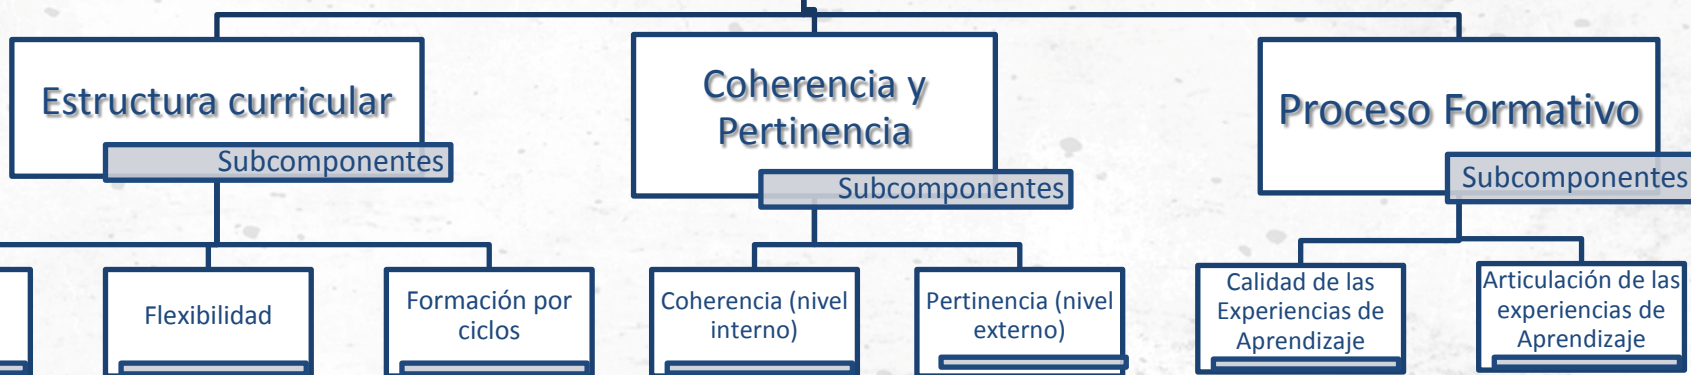 Estructura curricular
Subcomponentes
Coherencia y
Pertinencia
Subcomponentes
Proceso Formativo
Subcomponentes
Flexibilidad
Formación por
ciclos
Coherencia (nivel
interno)
Pertinencia (nivel
externo)
Calidad de las
Experiencias de
Aprendizaje
Articulación de las
experiencias de
Aprendizaje